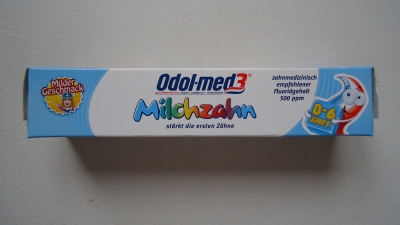 Milder
Geschmack
Odol-med3
Milchzahn
stärkt die ersten Zähne
zahnmedizinisch
empfohlener
Fluoridgehalt
500 ppm
0-6
JAHRE